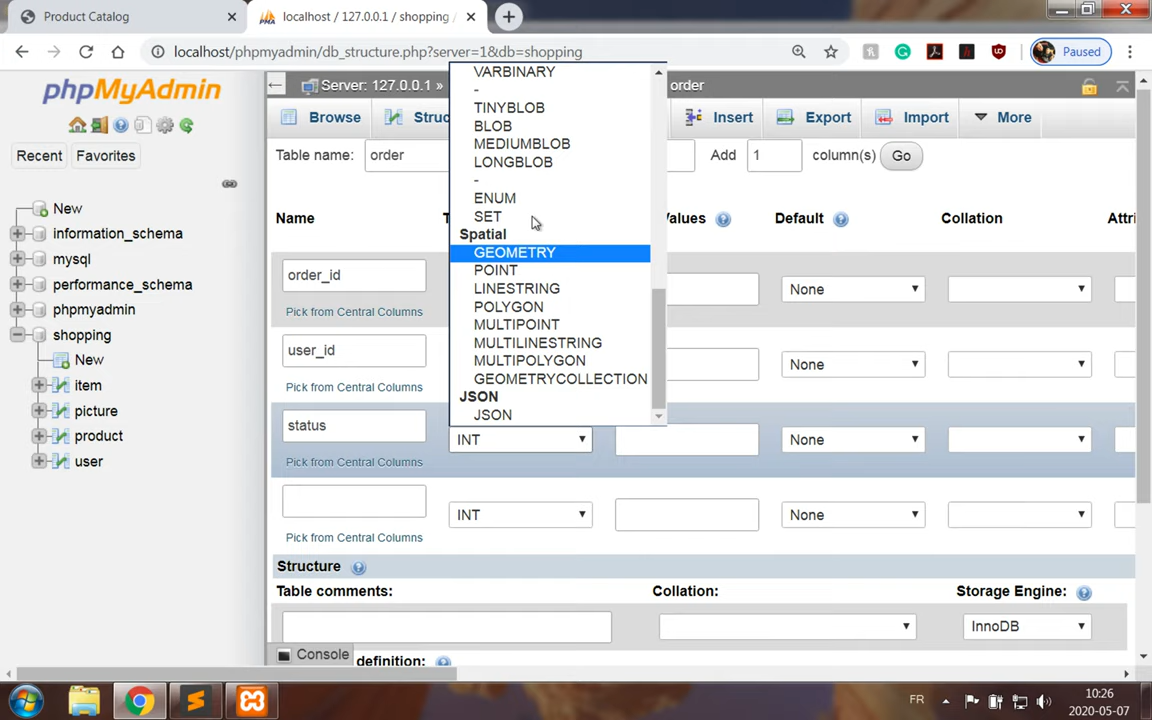 Product Catalog
localhost / 127.0.0.1 / shopping /
localhost/phpmyadmin/db_structure.php?server=1&db=shopping
Paused
phpMyAdmin
Recent
Favorites
New
information_schema
mysql
performance_schema
phpmyadmin
shopping
New
item
picture
product
user
Server: 127.0.0.1 »
order
Browse
Struc
Insert
Export
Import
More
Table name:
order
Add
1
column(s)
Go
Name
T
Values
Default
Collation
Attri
order_id
None
Pick from Central Columns
user_id
None
Pick from Central Columns
status
INT
None
Pick from Central Columns
INT
None
Pick from Central Columns
VARBINARY
-
TINYBLOB
BLOB
MEDIUMBLOB
LONGBLOB
-
ENUM
SET
Spatial
GEOMETRY
POINT
LINESTRING
POLYGON
MULTIPOINT
MULTILINESTRING
MULTIPOLYGON
GEOMETRYCOLLECTION
JSON
JSON
Structure
Table comments:
Collation:
Storage Engine:
InnoDB
Console
definition:
FR
10:26
2020-05-07